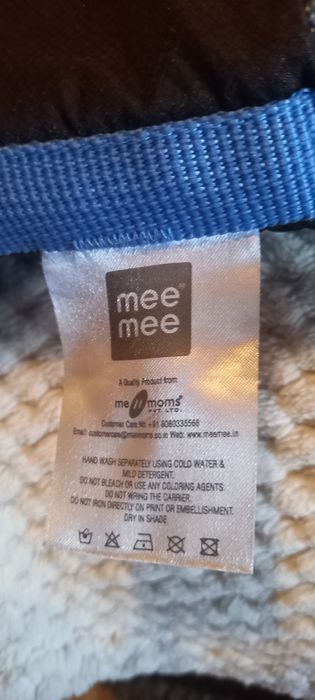 mee
mee
A Quality Product from
me n moms
PVT. LTD.
Customer Care No +91 8080335566
Email: customercare@mnmoms.co.in Web: www.meemee.in
HAND WASH SEPARATELY USING COLD WATER &
MILD DETERGENT.
DO NOT BLEACH OR USE ANY COLORING AGENTS
DO NOT WRING THE CARRIER.
DO NOT IRON DIRECTLY ON PRINT or EMBELLISHMENT.
DRY IN SHADE